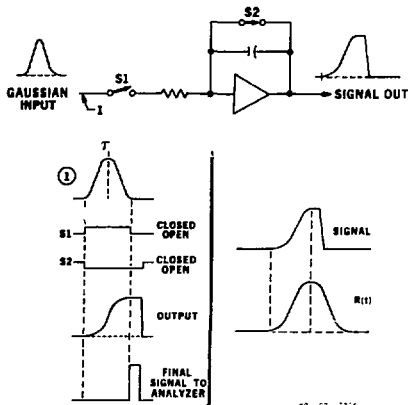 S2
S1
GAUSSIAN
INPUT
I
SIGNAL OUT
τ
1
S1
CLOSED
OPEN
S2
CLOSED
OPEN
OUTPUT
FINAL
SIGNAL TO
ANALYZER
SIGNAL
R(t)